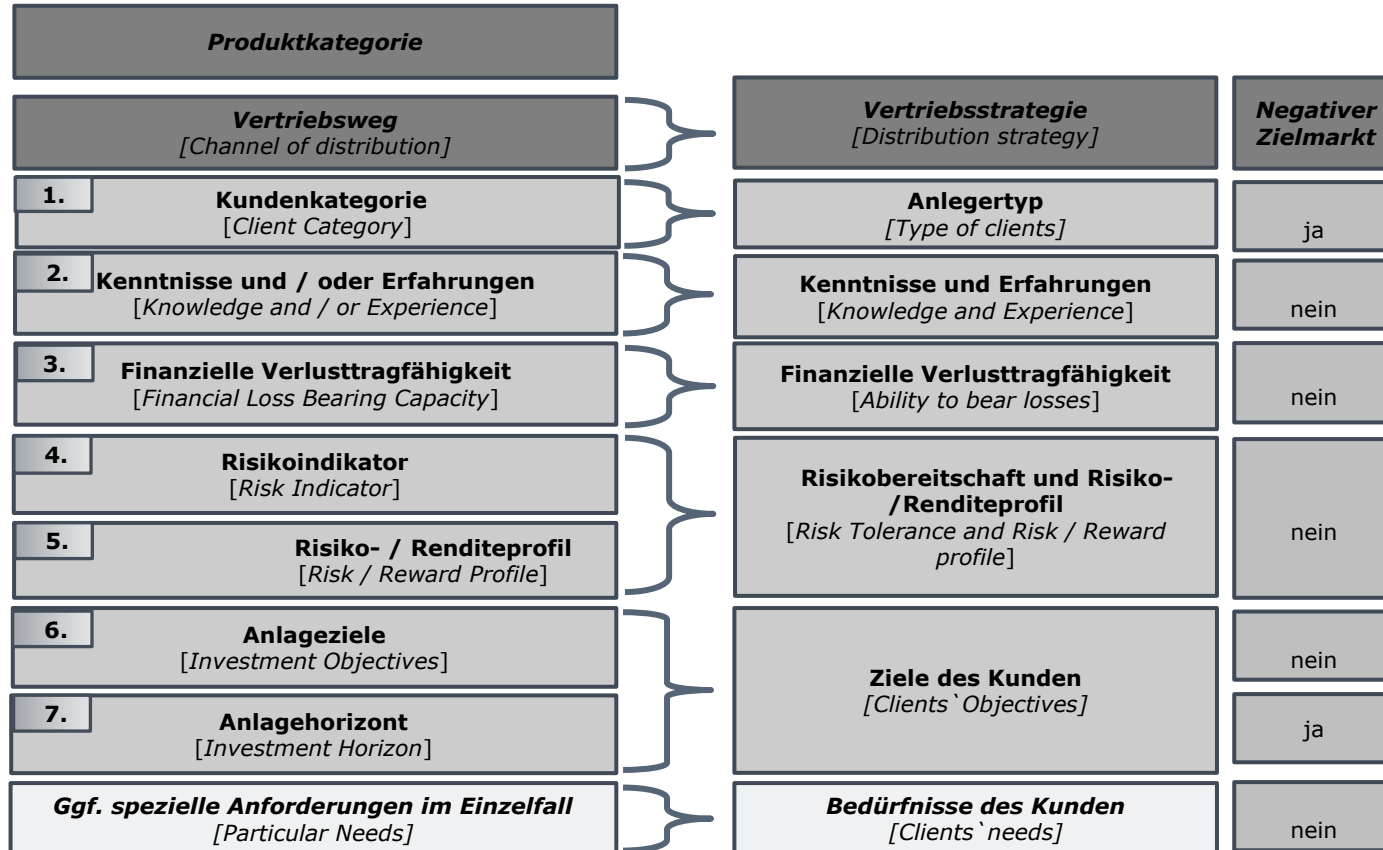 Produktkategorie
Vertriebsweg
[Channel of distribution]
Vertriebsstrategie
[Distribution strategy]
Negativer
Zielmarkt
1.
Kundenkategorie
[Client Category]
Anlegertyp
[Type of clients]
ja
2.
Kenntnisse und / oder Erfahrungen
[Knowledge and / or Experience]
Kenntnisse und Erfahrungen
[Knowledge and Experience]
nein
3.
Finanzielle Verlusttragfähigkeit
[Financial Loss Bearing Capacity]
Finanzielle Verlusttragfähigkeit
[Ability to bear losses]
nein
4.
Risikoindikator
[Risk Indicator]
5.
Risiko- / Renditeprofil
[Risk / Reward Profile]
Risikobereitschaft und Risiko-
/Renditeprofil
[Risk Tolerance and Risk / Reward
profile]
nein
6.
Anlageziele
[Investment Objectives]
7.
Anlagehorizont
[Investment Horizon]
Ziele des Kunden
[Clients`Objectives]
nein
ja
Ggf. spezielle Anforderungen im Einzelfall
[Particular Needs]
Bedürfnisse des Kunden
[Clients`needs]
nein